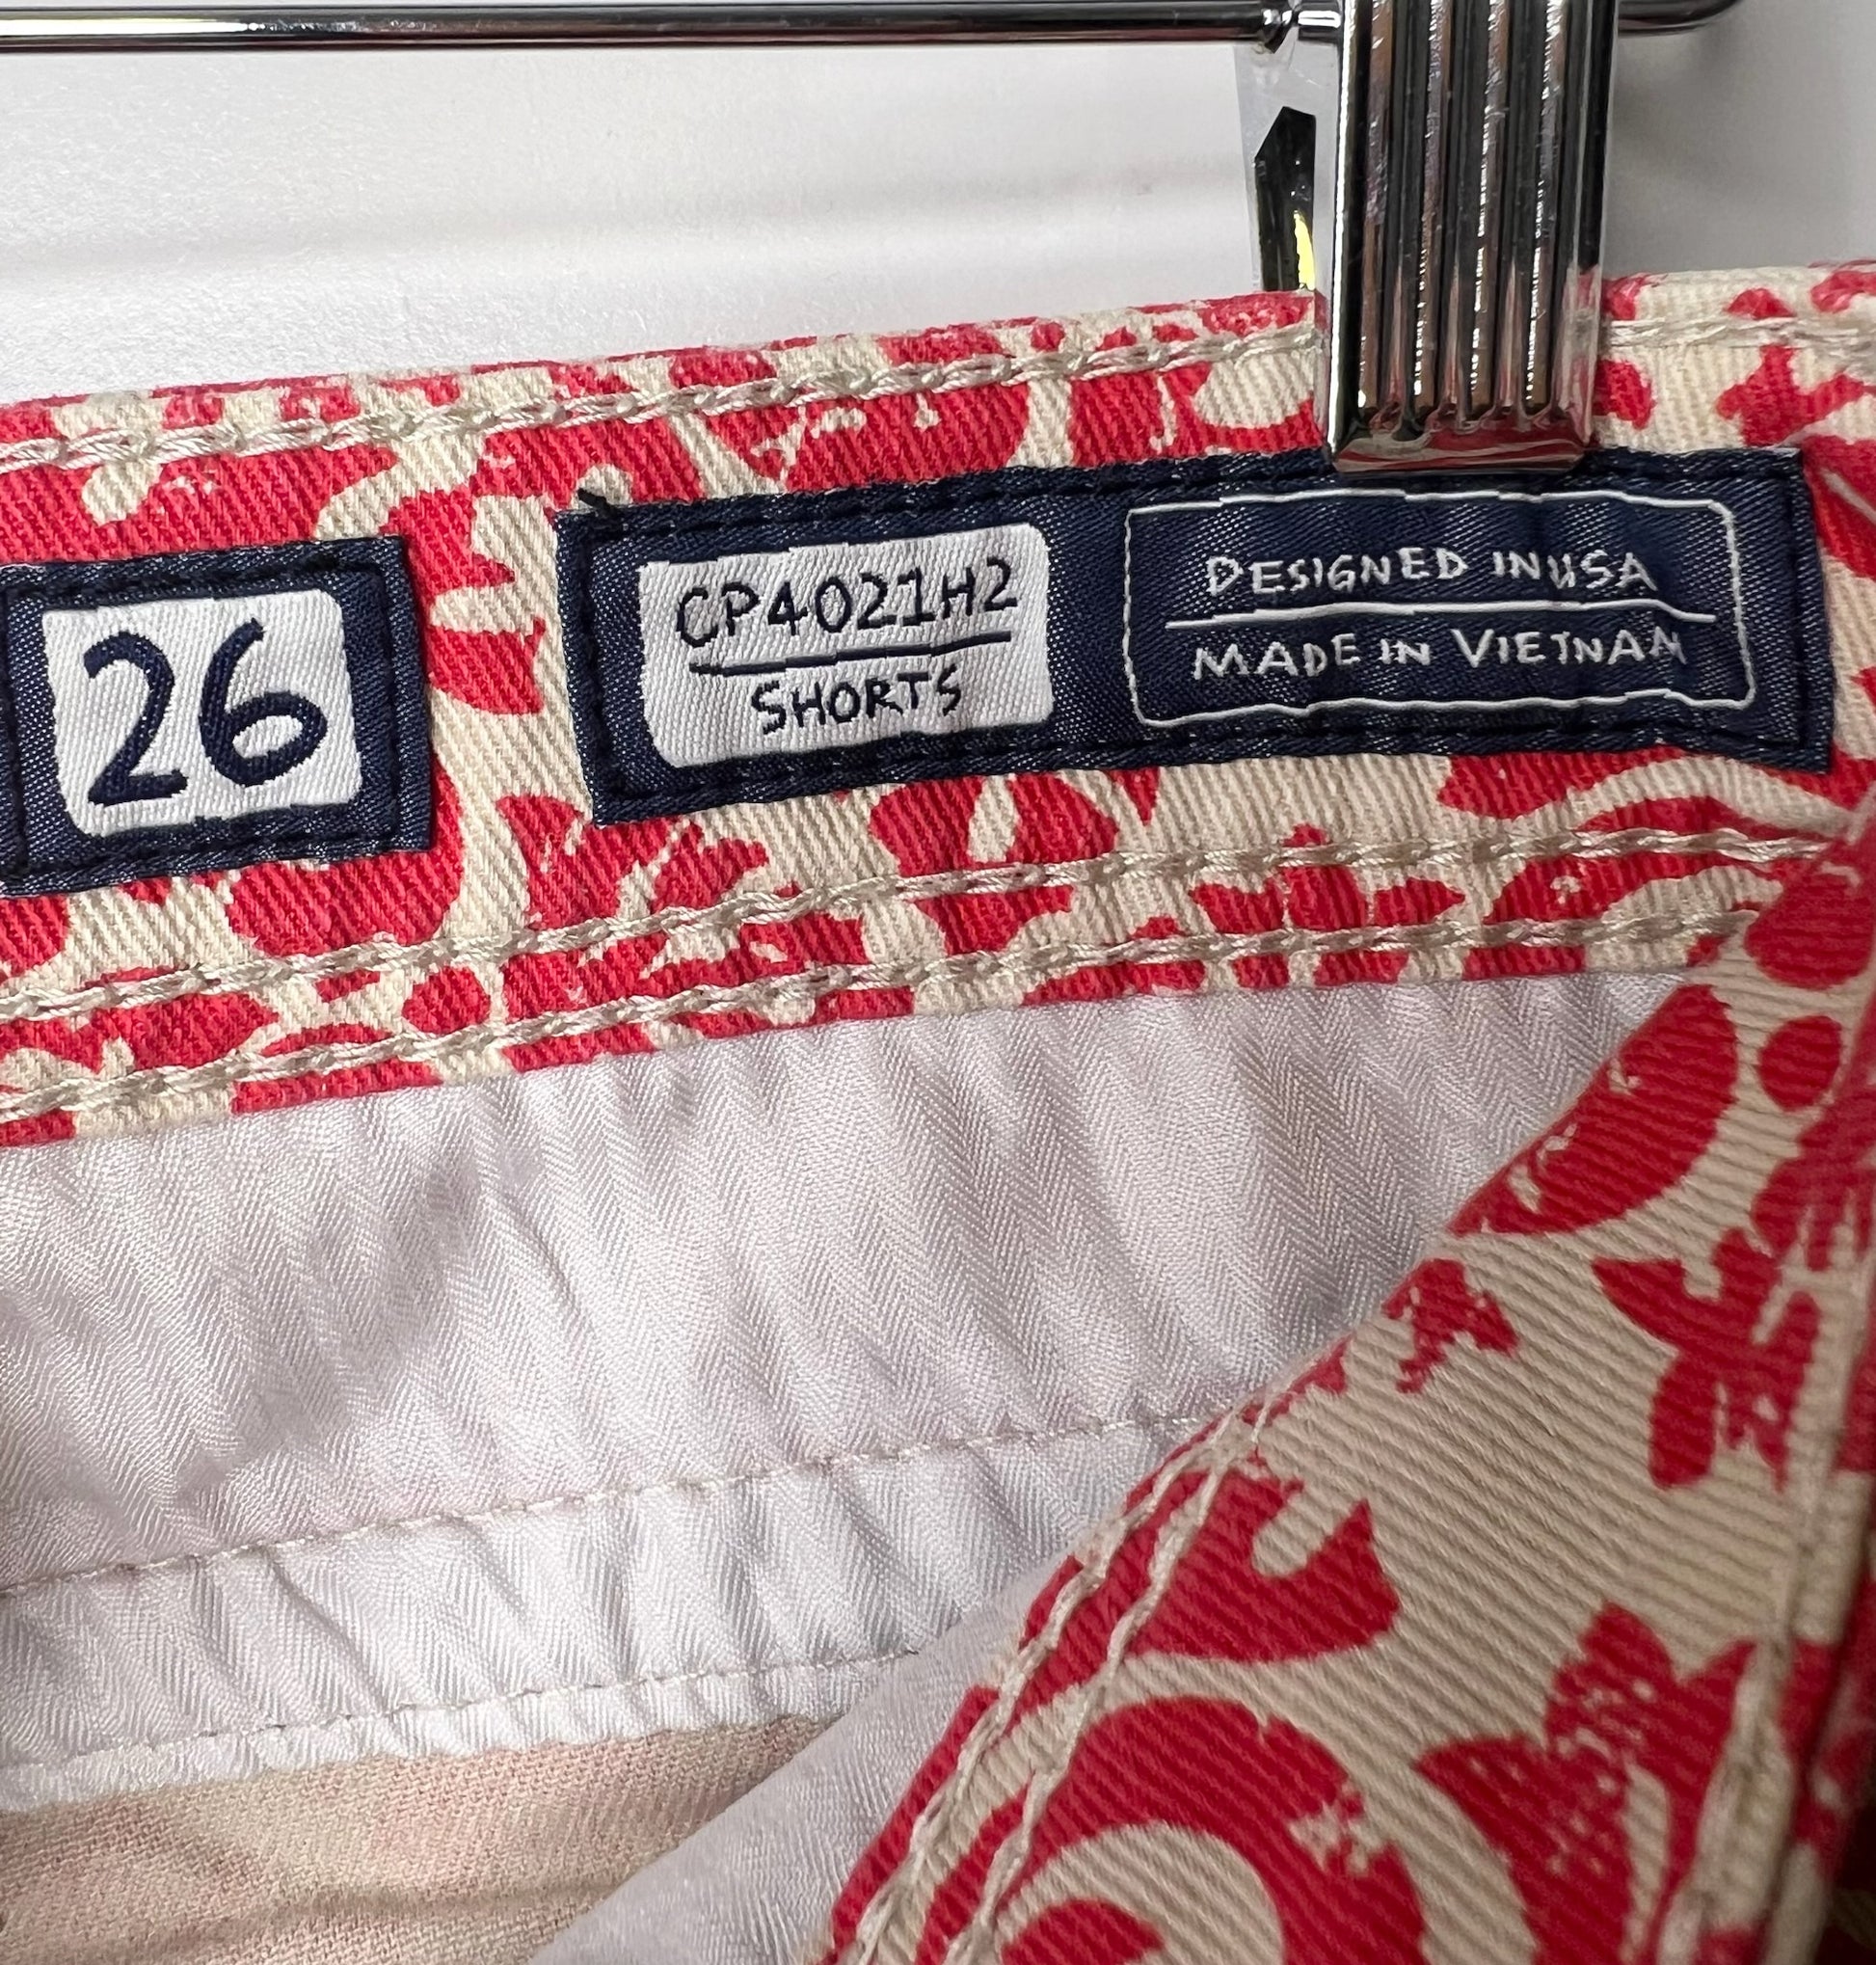 26
CP4021H2
SHORTS
DESIGNED IN USA
MADE IN VIETNAM